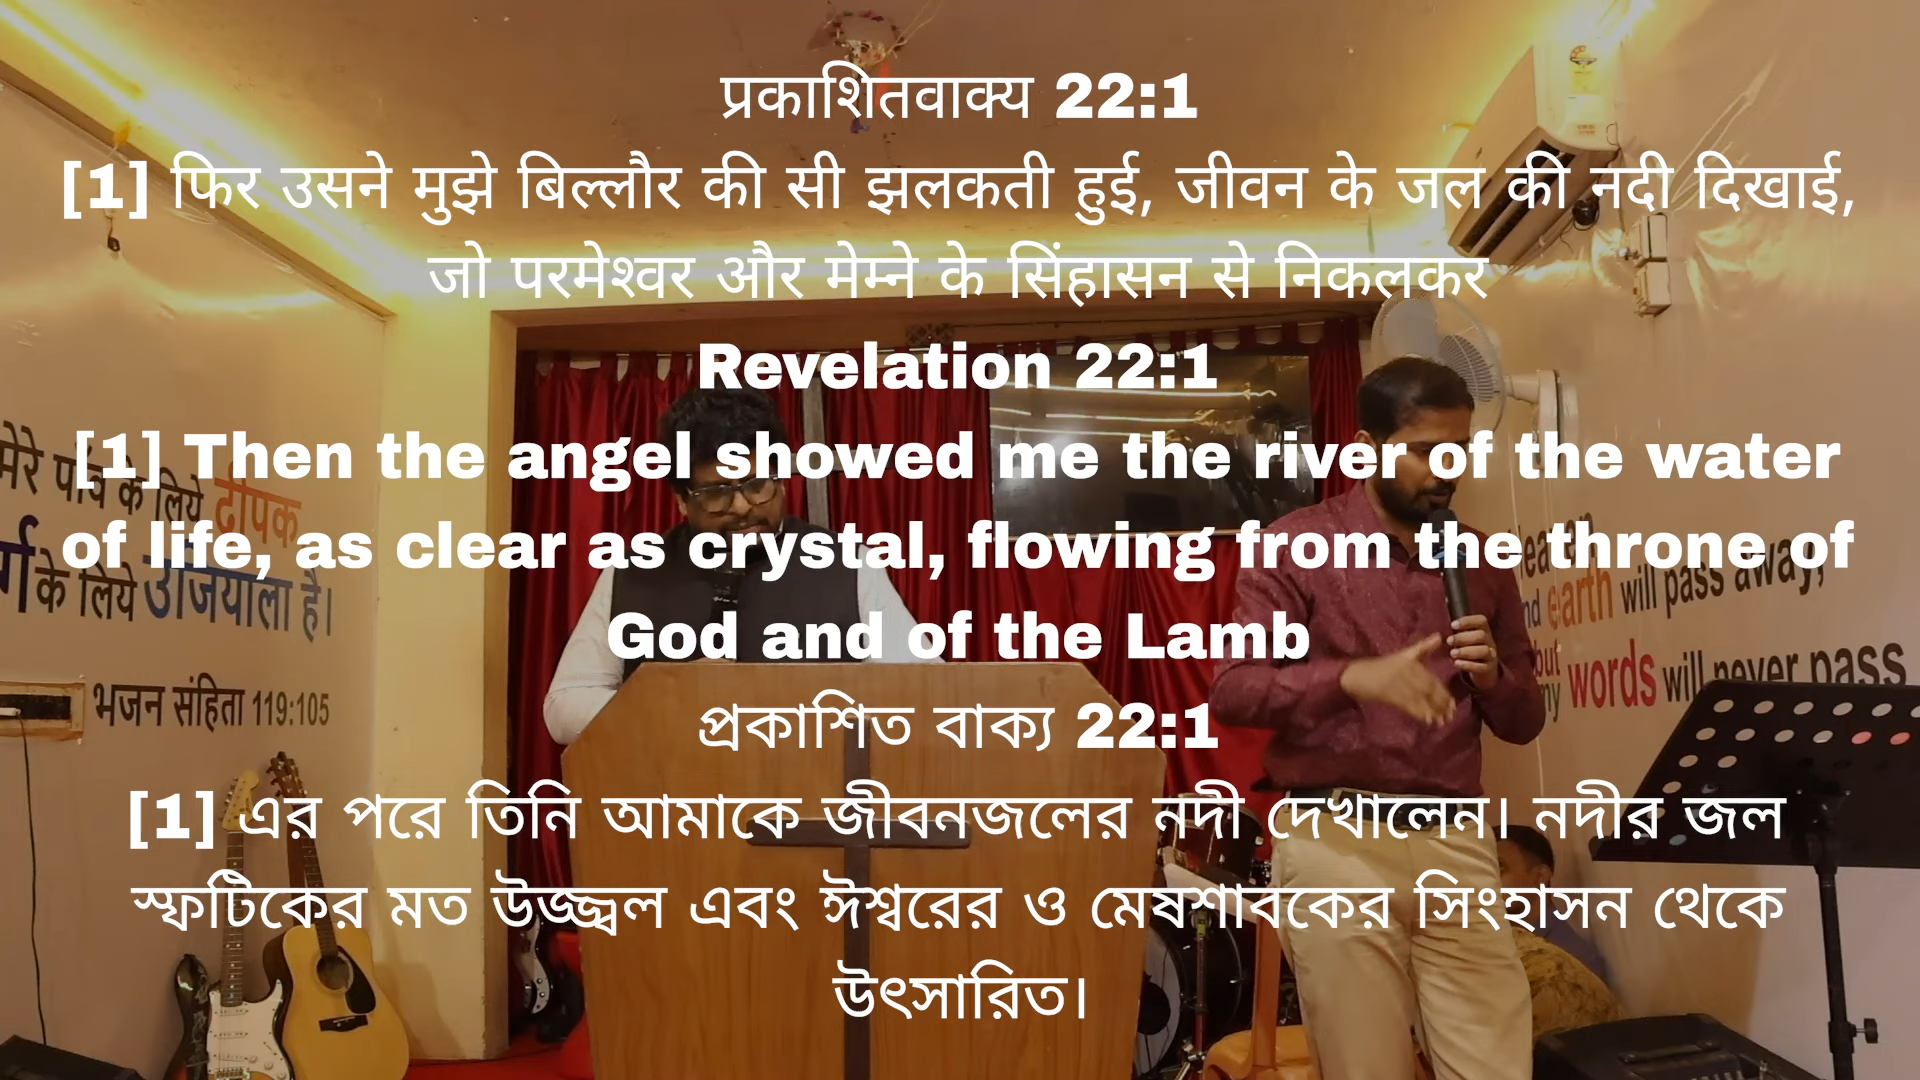 प्रकाशितवाक्य 22:1
[1] फिर उसने मुझे बिल्लौर की सी झलकती हुई, जीवन के जल की नदी दिखाई,
जो परमेश्वर और मेम्ने के सिंहासन से निकलकर
Revelation 22:1
[1] Then the angel showed me the river of the water
of life, as clear as crystal, flowing from the throne of
God and of the Lamb
প্রকাশিত বাক্য 22:1
[1] এর পরে তিনি আমাকে জীবনজলের নদী দেখালেন। নদীর জল
স্ফটিকের মত উজ্জ্বল এবং ঈশ্বরের ও মেষশাবকের সিংহাসন থেকে
উৎসারিত।
मेरे पाँव के लिये दीपक
के लिये उजियाला है।
भजन संहिता 119:105
earth will pass away,
but
my words will never pass